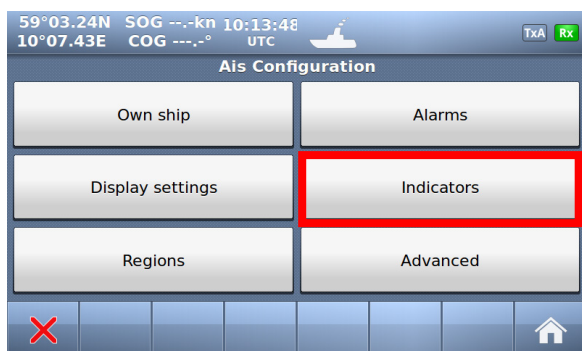 59°03.24N SOG --.-kn 10:13:48
10°07.43E COG ---.-° UTC
TxA Rx
Ais Configuration
Own ship Alarms
Display settings Indicators
Regions Advanced